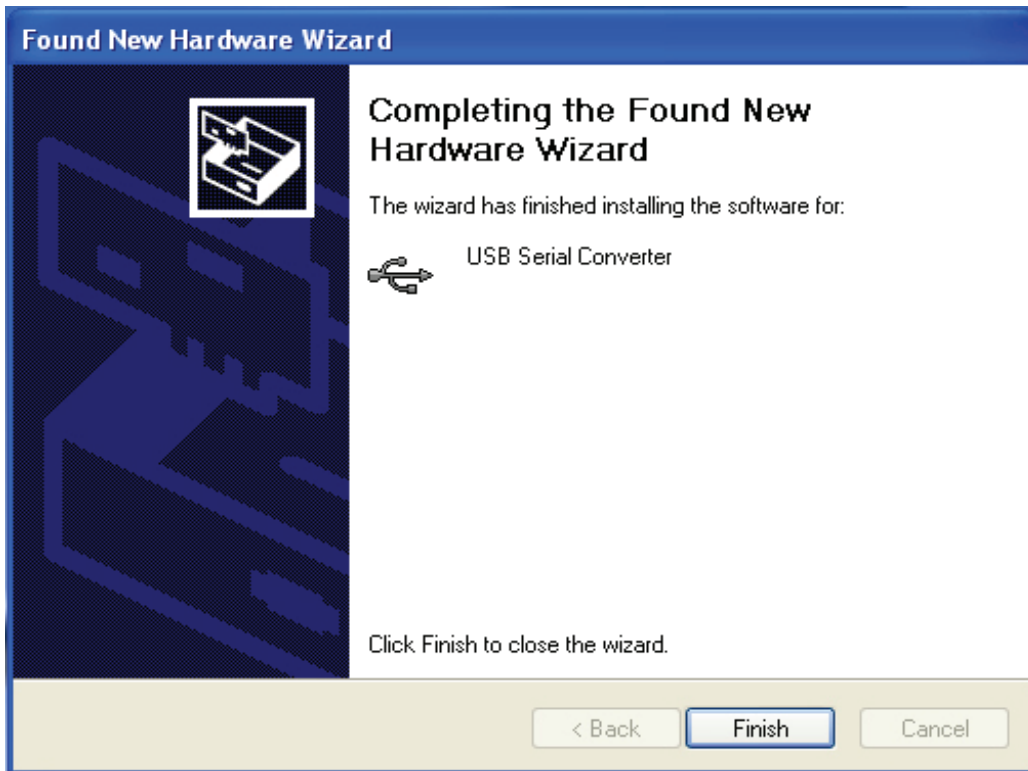 Found New Hardware Wizard
Completing the Found New
Hardware Wizard
The wizard has finished installing the software for:
USB Serial Converter
Click Finish to close the wizard.
< Back
Finish
Cancel